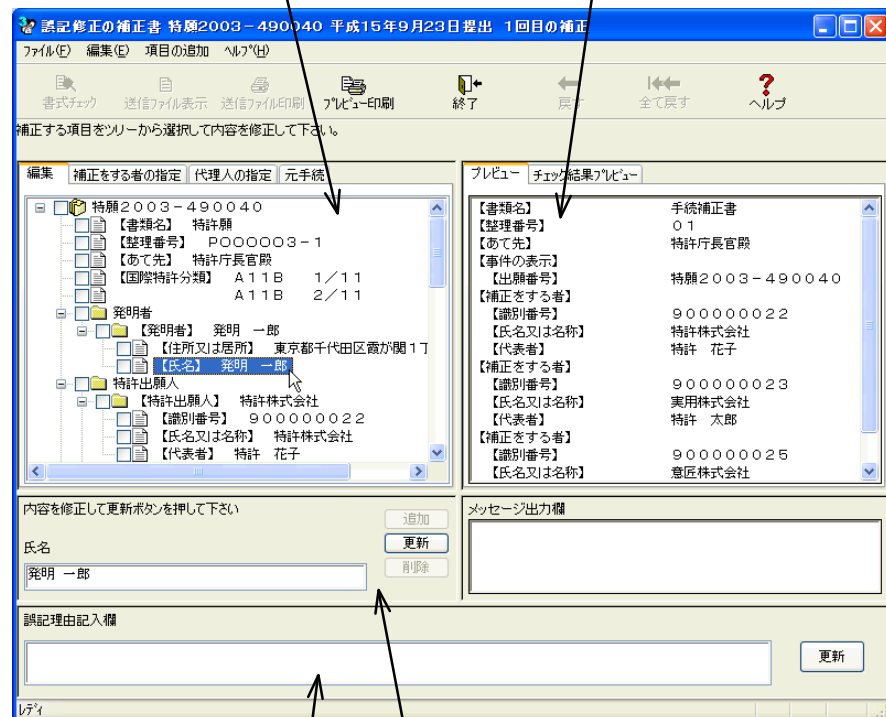 誤記修正の補正書 特願2003-490040 平成15年9月23日提出 1回目の補正
ファイル(F) 編集(E) 項目の追加 ヘルプ(H)
書式チェック 送信ファイル表示 送信ファイル印刷 プレビュー印刷 終了 戻す 全て戻す ヘルプ
補正する項目をツリーから選択して内容を修正して下さい。
編集 補正をする者の指定 代理人の指定 元手続
特願2003-490040
【書類名】 特許願
【整理番号】 P000003-1
【あて先】 特許庁長官殿
【国際特許分類】 A11B 1/11
A11B 2/11
発明者
【発明者】 発明 一郎
【住所又は居所】 東京都千代田区霞が関1丁
【氏名】 発明 一郎
特許出願人
【特許出願人】 特許株式会社
【識別番号】 900000022
【氏名又は名称】 特許株式会社
【代表者】 特許 花子
プレビュー チェック結果プレビュー
【書類名】 手続補正書
【整理番号】 01
【あて先】 特許庁長官殿
【事件の表示】
【出願番号】 特願2003-490040
【補正をする者】
【識別番号】 900000022
【氏名又は名称】 特許株式会社
【代表者】 特許 花子
【補正をする者】
【識別番号】 900000023
【氏名又は名称】 実用株式会社
【代表者】 特許 太郎
【補正をする者】
【識別番号】 900000025
【氏名又は名称】 意匠株式会社
内容を修正して更新ボタンを押して下さい
追加
氏名
更新
発明 一郎
削除
メッセージ出力欄
誤記理由記入欄
更新
レディ